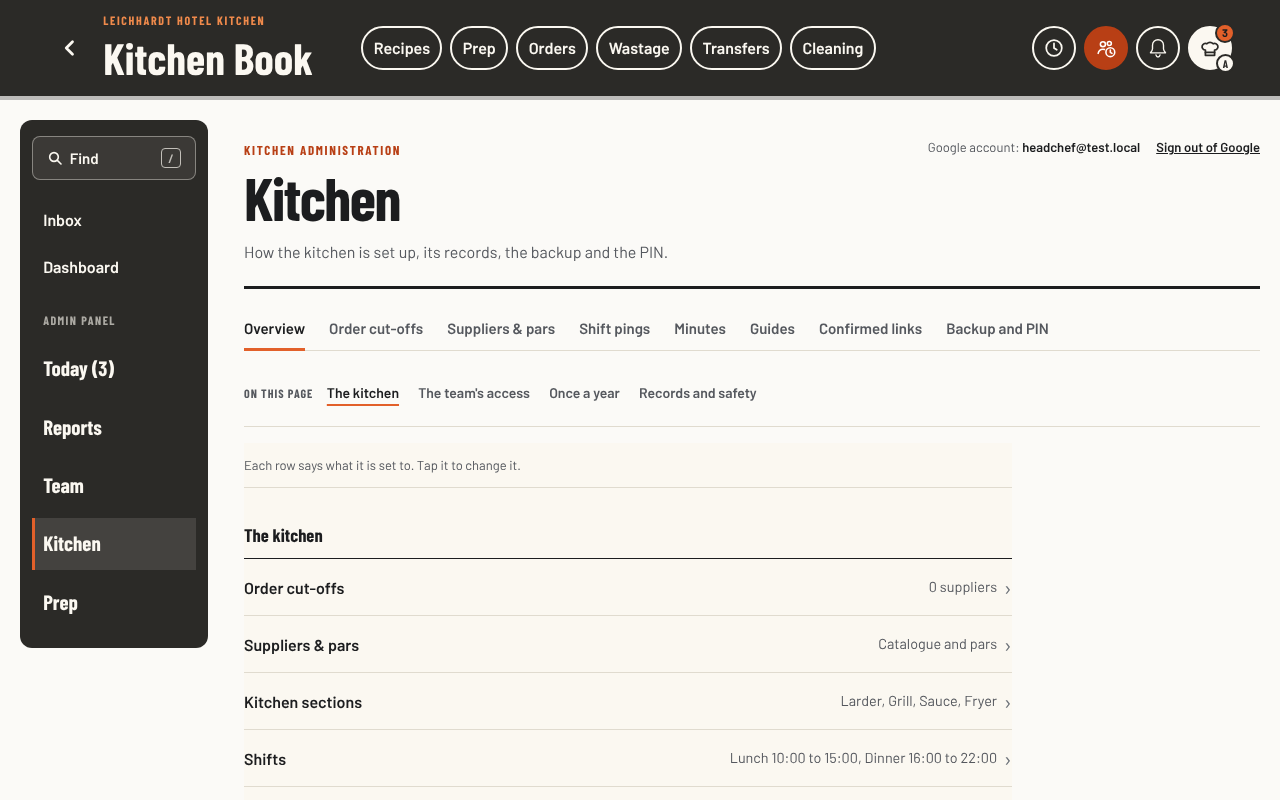 LEICHHARDT HOTEL KITCHEN
Kitchen Book
Recipes
Prep
Orders
Wastage
Transfers
Cleaning
3
A
Find
/
Inbox
Dashboard
ADMIN PANEL
Today (3)
Reports
Team
Kitchen
Prep
KITCHEN ADMINISTRATION
Google account: headchef@test.local Sign out of Google
Kitchen
How the kitchen is set up, its records, the backup and the PIN.
Overview Order cut-offs Suppliers & pars Shift pings Minutes Guides Confirmed links Backup and PIN
ON THIS PAGE The kitchen The team's access Once a year Records and safety
Each row says what it is set to. Tap it to change it.
The kitchen
Order cut-offs 0 suppliers ›
Suppliers & pars Catalogue and pars ›
Kitchen sections Larder, Grill, Sauce, Fryer ›
Shifts Lunch 10:00 to 15:00, Dinner 16:00 to 22:00 ›